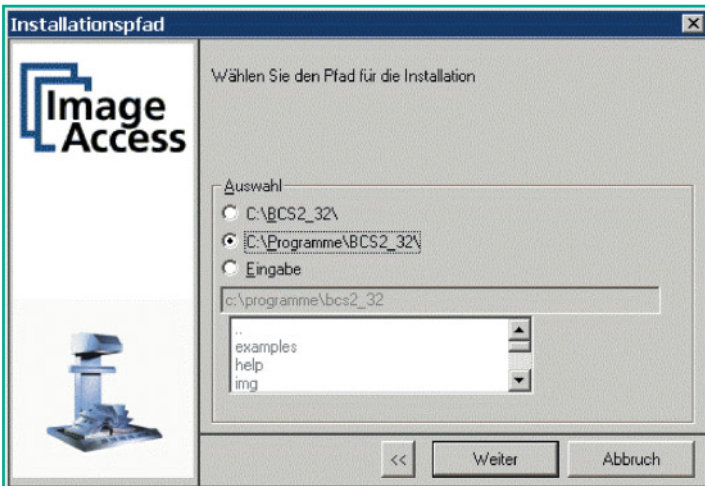 Installationspfad
Image
Access
Wählen Sie den Pfad für die Installation
Auswahl
C:\BCS2_32\
C:\Programme\BCS2_32\
Eingabe
c:\programme\bcs2_32
..
examples
help
img
<< Weiter Abbruch